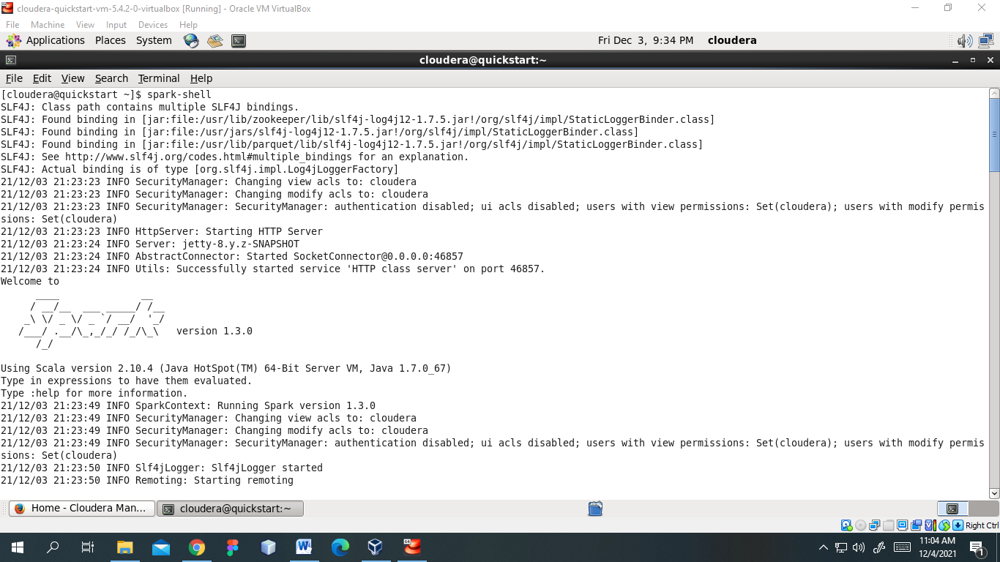 cloudera-quickstart-vm-5.4.2-0-virtualbox [Running] - Oracle VM VirtualBox
File Machine View Input Devices Help
Applications Places System Fri Dec 3, 9:34 PM cloudera
cloudera@quickstart:~
File Edit View Search Terminal Help
[cloudera@quickstart ~]$ spark-shell
SLF4J: Class path contains multiple SLF4J bindings.
SLF4J: Found binding in [jar:file:/usr/lib/zookeeper/lib/slf4j-log4j12-1.7.5.jar!/org/slf4j/impl/StaticLoggerBinder.class]
SLF4J: Found binding in [jar:file:/usr/jars/slf4j-log4j12-1.7.5.jar!/org/slf4j/impl/StaticLoggerBinder.class]
SLF4J: Found binding in [jar:file:/usr/lib/parquet/lib/slf4j-log4j12-1.7.5.jar!/org/slf4j/impl/StaticLoggerBinder.class]
SLF4J: See http://www.slf4j.org/codes.html#multiple_bindings for an explanation.
SLF4J: Actual binding is of type [org.slf4j.impl.Log4jLoggerFactory]
21/12/03 21:23:23 INFO SecurityManager: Changing view acls to: cloudera
21/12/03 21:23:23 INFO SecurityManager: Changing modify acls to: cloudera
21/12/03 21:23:23 INFO SecurityManager: SecurityManager: authentication disabled; ui acls disabled; users with view permissions: Set(cloudera); users with modify permis
sions: Set(cloudera)
21/12/03 21:23:23 INFO HttpServer: Starting HTTP Server
21/12/03 21:23:24 INFO Server: jetty-8.y.z-SNAPSHOT
21/12/03 21:23:24 INFO AbstractConnector: Started SocketConnector@0.0.0.0:46857
21/12/03 21:23:24 INFO Utils: Successfully started service 'HTTP class server' on port 46857.
Welcome to
      ____              __
     / __/__  ___ _____/ /__
    _\ \/ _ \/ _ `/ __/  '_/
   /___/ .__/\_,_/_/ /_/\_\   version 1.3.0
      /_/
Using Scala version 2.10.4 (Java HotSpot(TM) 64-Bit Server VM, Java 1.7.0_67)
Type in expressions to have them evaluated.
Type :help for more information.
21/12/03 21:23:49 INFO SparkContext: Running Spark version 1.3.0
21/12/03 21:23:49 INFO SecurityManager: Changing view acls to: cloudera
21/12/03 21:23:49 INFO SecurityManager: Changing modify acls to: cloudera
21/12/03 21:23:49 INFO SecurityManager: SecurityManager: authentication disabled; ui acls disabled; users with view permissions: Set(cloudera); users with modify permis
sions: Set(cloudera)
21/12/03 21:23:50 INFO Slf4jLogger: Slf4jLogger started
21/12/03 21:23:50 INFO Remoting: Starting remoting
Home - Cloudera Man... cloudera@quickstart:~
Right Ctrl
11:04 AM
12/4/2021
1